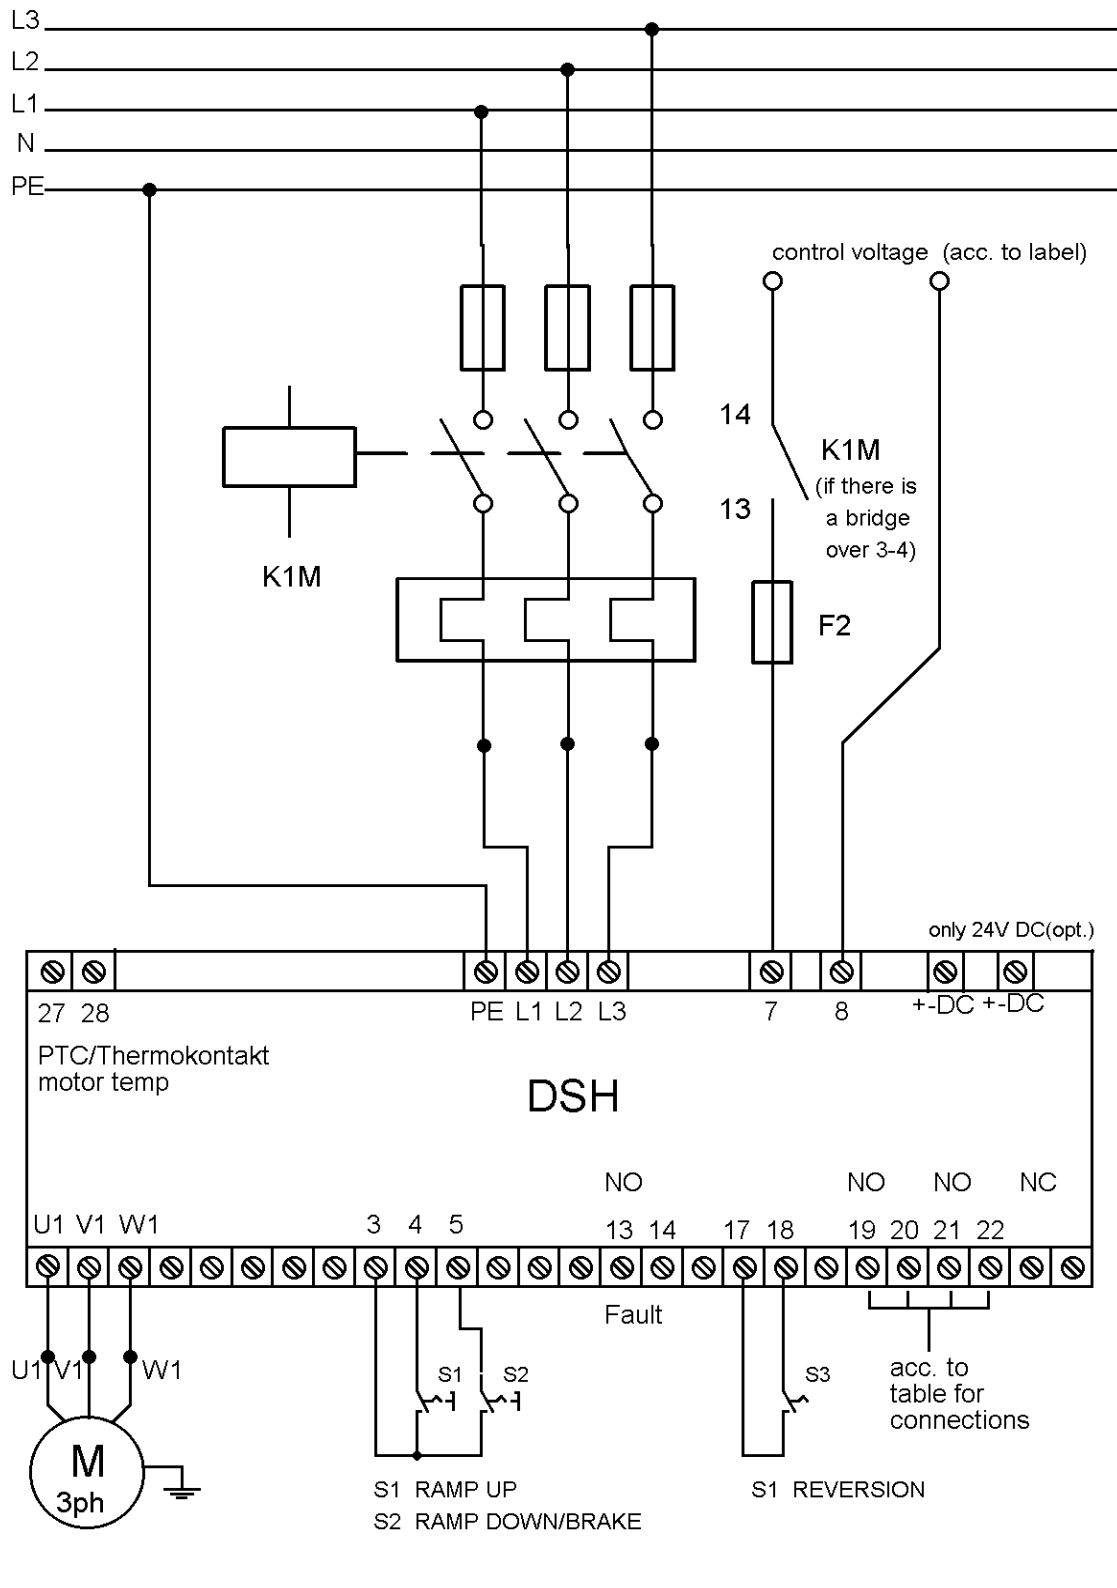 L3
L2
L1
N
PE
control voltage (acc. to label)
14
K1M
(if there is
a bridge
over 3-4)
13
K1M
F2
only 24V DC(opt.)
27 28 PE L1 L2 L3 7 8 +-DC +-DC
PTC/Thermokontakt
motor temp
DSH
NO NO NO NC
U1 V1 W1 3 4 5 13 14 17 18 19 20 21 22
Fault
U1 V1 W1
S1 S2 S3
acc. to
table for
connections
M
3ph
S1 RAMP UP
S2 RAMP DOWN/BRAKE
S1 REVERSION